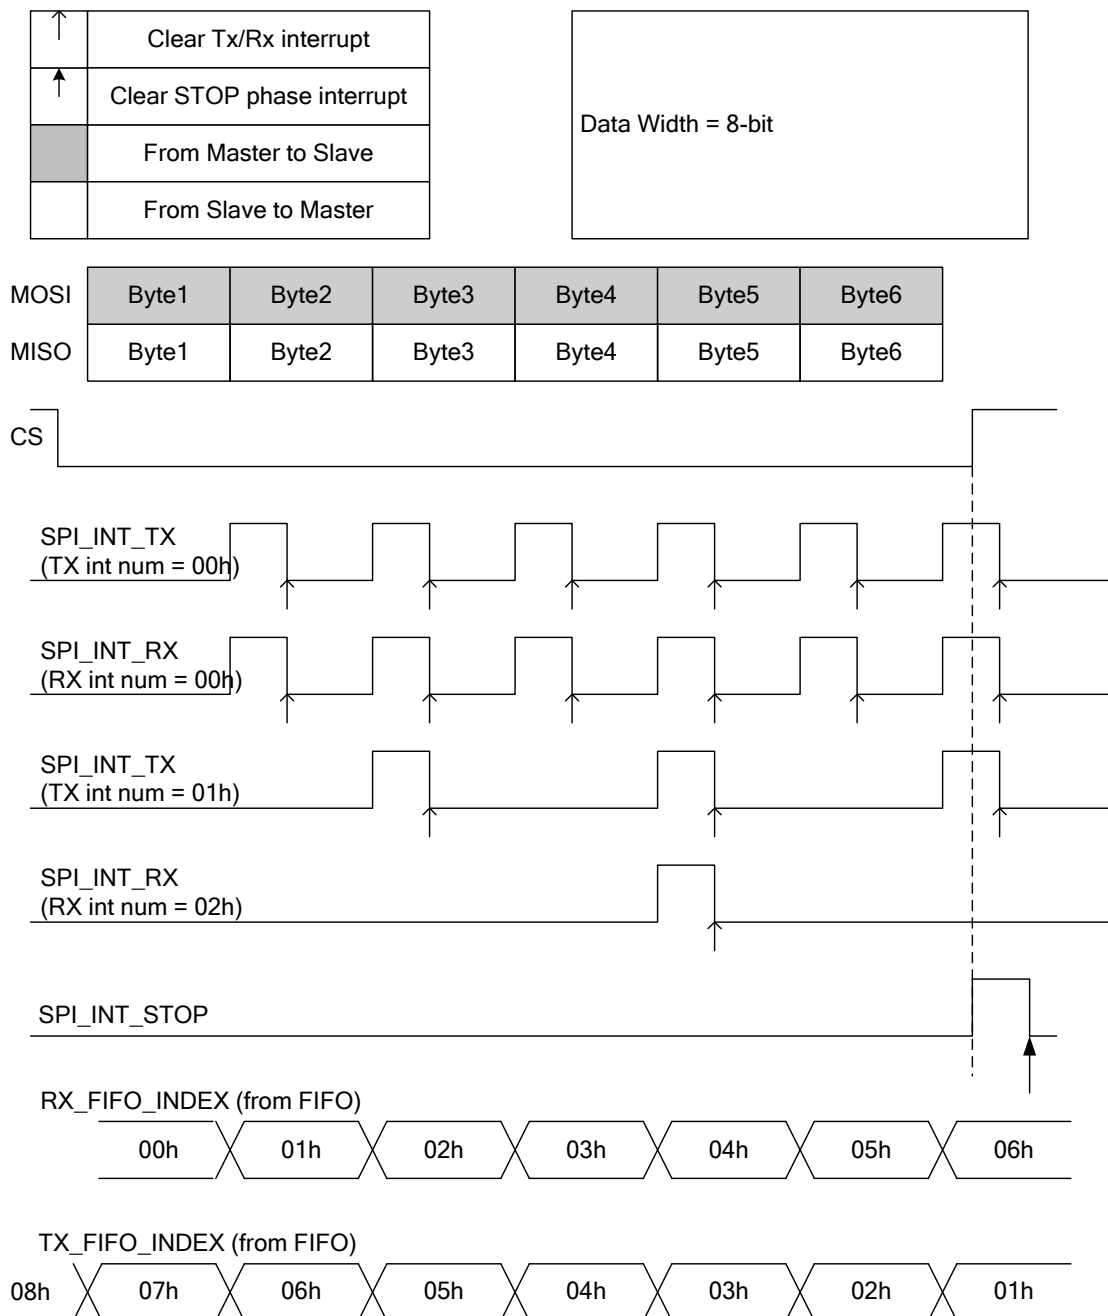 Clear Tx/Rx interrupt
Clear STOP phase interrupt
From Master to Slave
From Slave to Master
Data Width = 8-bit
MOSI Byte1 Byte2 Byte3 Byte4 Byte5 Byte6
MISO Byte1 Byte2 Byte3 Byte4 Byte5 Byte6
CS
SPI_INT_TX
(TX int num = 00h)
SPI_INT_RX
(RX int num = 00h)
SPI_INT_TX
(TX int num = 01h)
SPI_INT_RX
(RX int num = 02h)
SPI_INT_STOP
RX_FIFO_INDEX (from FIFO)
00h 01h 02h 03h 04h 05h 06h
TX_FIFO_INDEX (from FIFO)
08h 07h 06h 05h 04h 03h 02h 01h